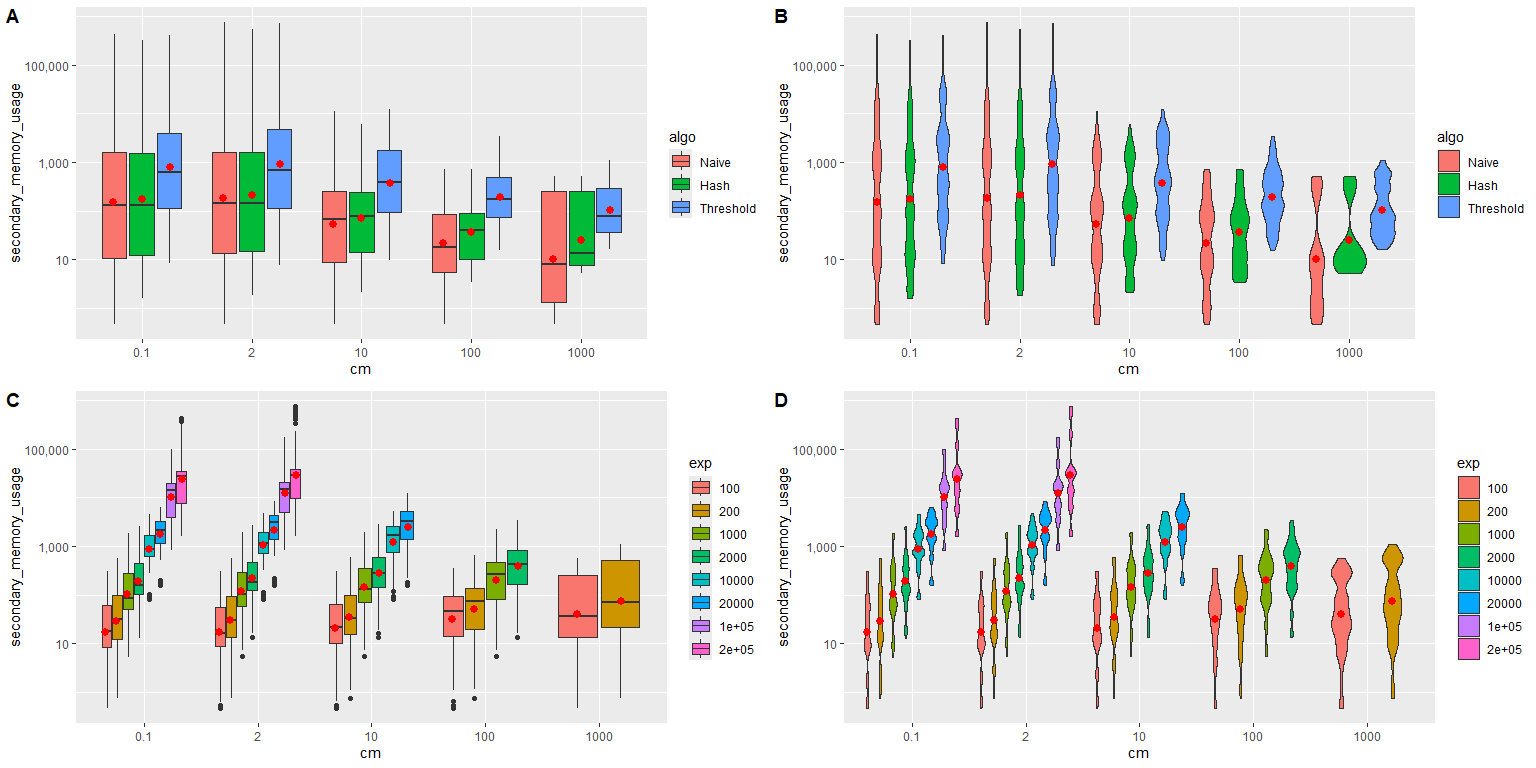 A
secondary_memory_usage
100,000
1,000
10
0.1 2 10 100 1000
cm
algo
Naive
Hash
Threshold
B
secondary_memory_usage
100,000
1,000
10
0.1 2 10 100 1000
cm
algo
Naive
Hash
Threshold
C
secondary_memory_usage
100,000
1,000
10
0.1 2 10 100 1000
cm
exp
100
200
1000
2000
10000
20000
1e+05
2e+05
D
secondary_memory_usage
100,000
1,000
10
0.1 2 10 100 1000
cm
exp
100
200
1000
2000
10000
20000
1e+05
2e+05